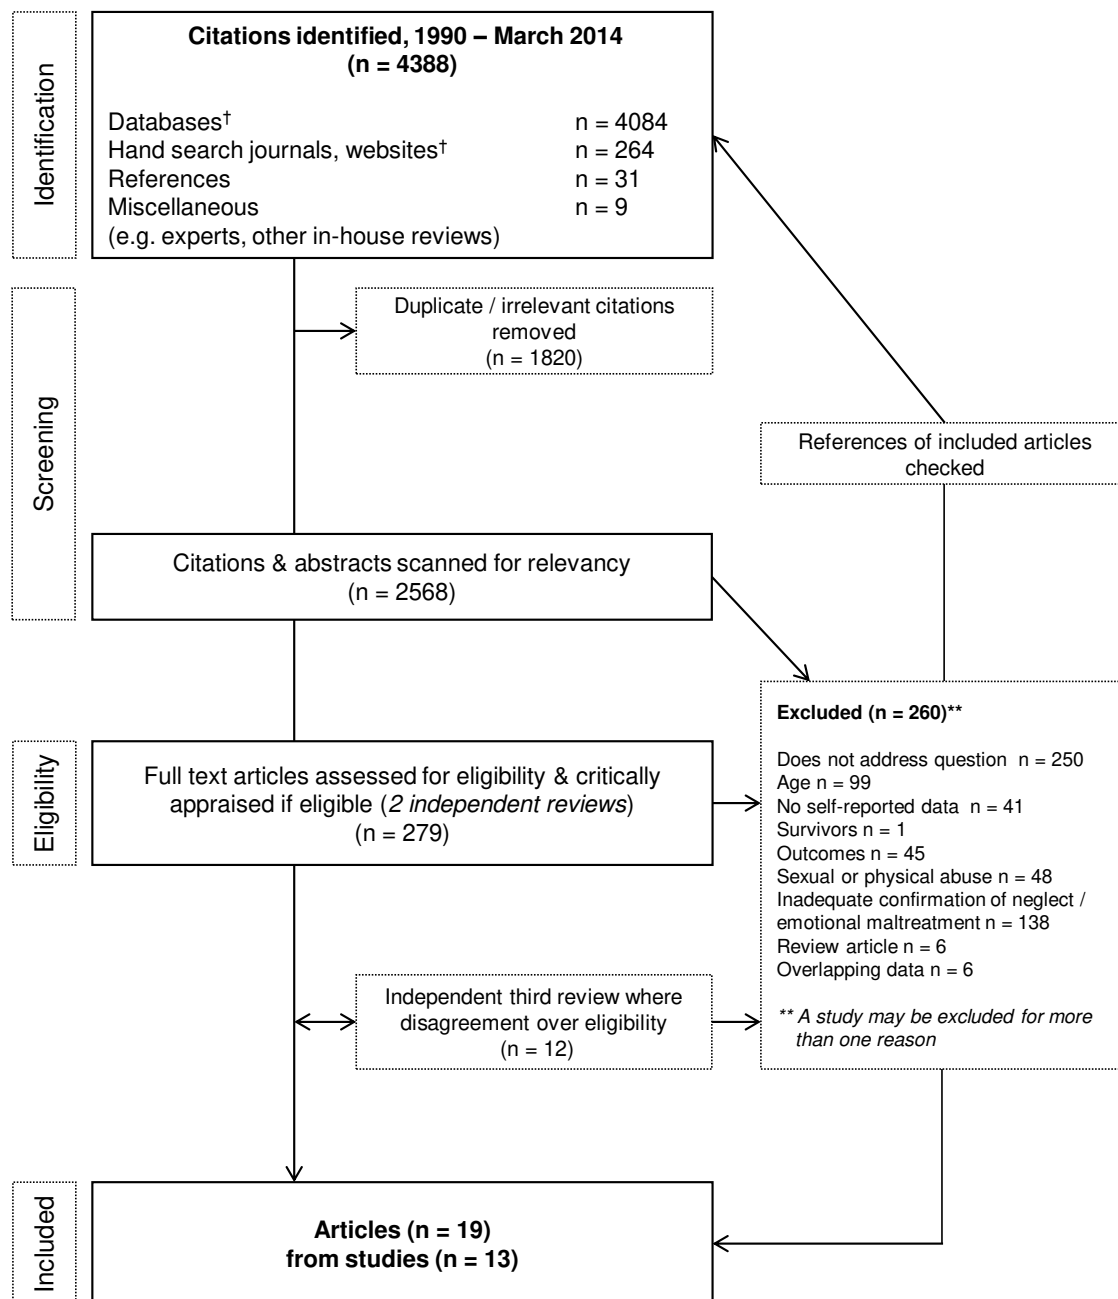 Identification
Citations identified, 1990 – March 2014
(n = 4388)
Databases† n = 4084
Hand search journals, websites† n = 264
References n = 31
Miscellaneous n = 9
(e.g. experts, other in-house reviews)
Screening
Duplicate / irrelevant citations
removed
(n = 1820)
References of included articles
checked
Citations & abstracts scanned for relevancy
(n = 2568)
Eligibility
Full text articles assessed for eligibility & critically
appraised if eligible (2 independent reviews)
(n = 279)
Excluded (n = 260)**
Does not address question n = 250
Age n = 99
No self-reported data n = 41
Survivors n = 1
Outcomes n = 45
Sexual or physical abuse n = 48
Inadequate confirmation of neglect /
emotional maltreatment n = 138
Review article n = 6
Overlapping data n = 6
** A study may be excluded for more
than one reason
Independent third review where
disagreement over eligibility
(n = 12)
Included
Articles (n = 19)
from studies (n = 13)